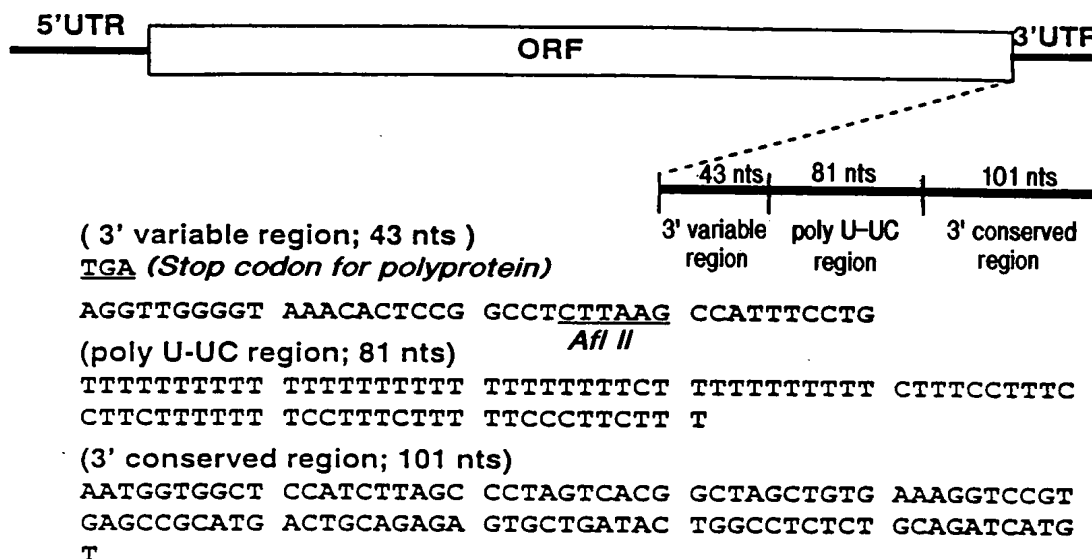 5'UTR
ORF
3'UTR
43 nts 81 nts 101 nts
3' variable region
poly U-UC region
3' conserved region
( 3' variable region; 43 nts )
TGA (Stop codon for polyprotein)
AGGTTGGGGT AAACACTCCG GCCTCTTAAG CCATTTCCTG
Afl II
(poly U-UC region; 81 nts)
TTTTTTTTTT TTTTTTTTTT TTTTTTTTCT TTTTTTTTTT CTTTCCTTTC
CTTCTTTTTT TCCTTTCTTT TTCCCTTCTT T
(3' conserved region; 101 nts)
AATGGTGGCT CCATCTTAGC CCTAGTCACG GCTAGCTGTG AAAGGTCCGT
GAGCCGCATG ACTGCAGAGA GTGCTGATAC TGGCCTCTCT GCAGATCATG
T